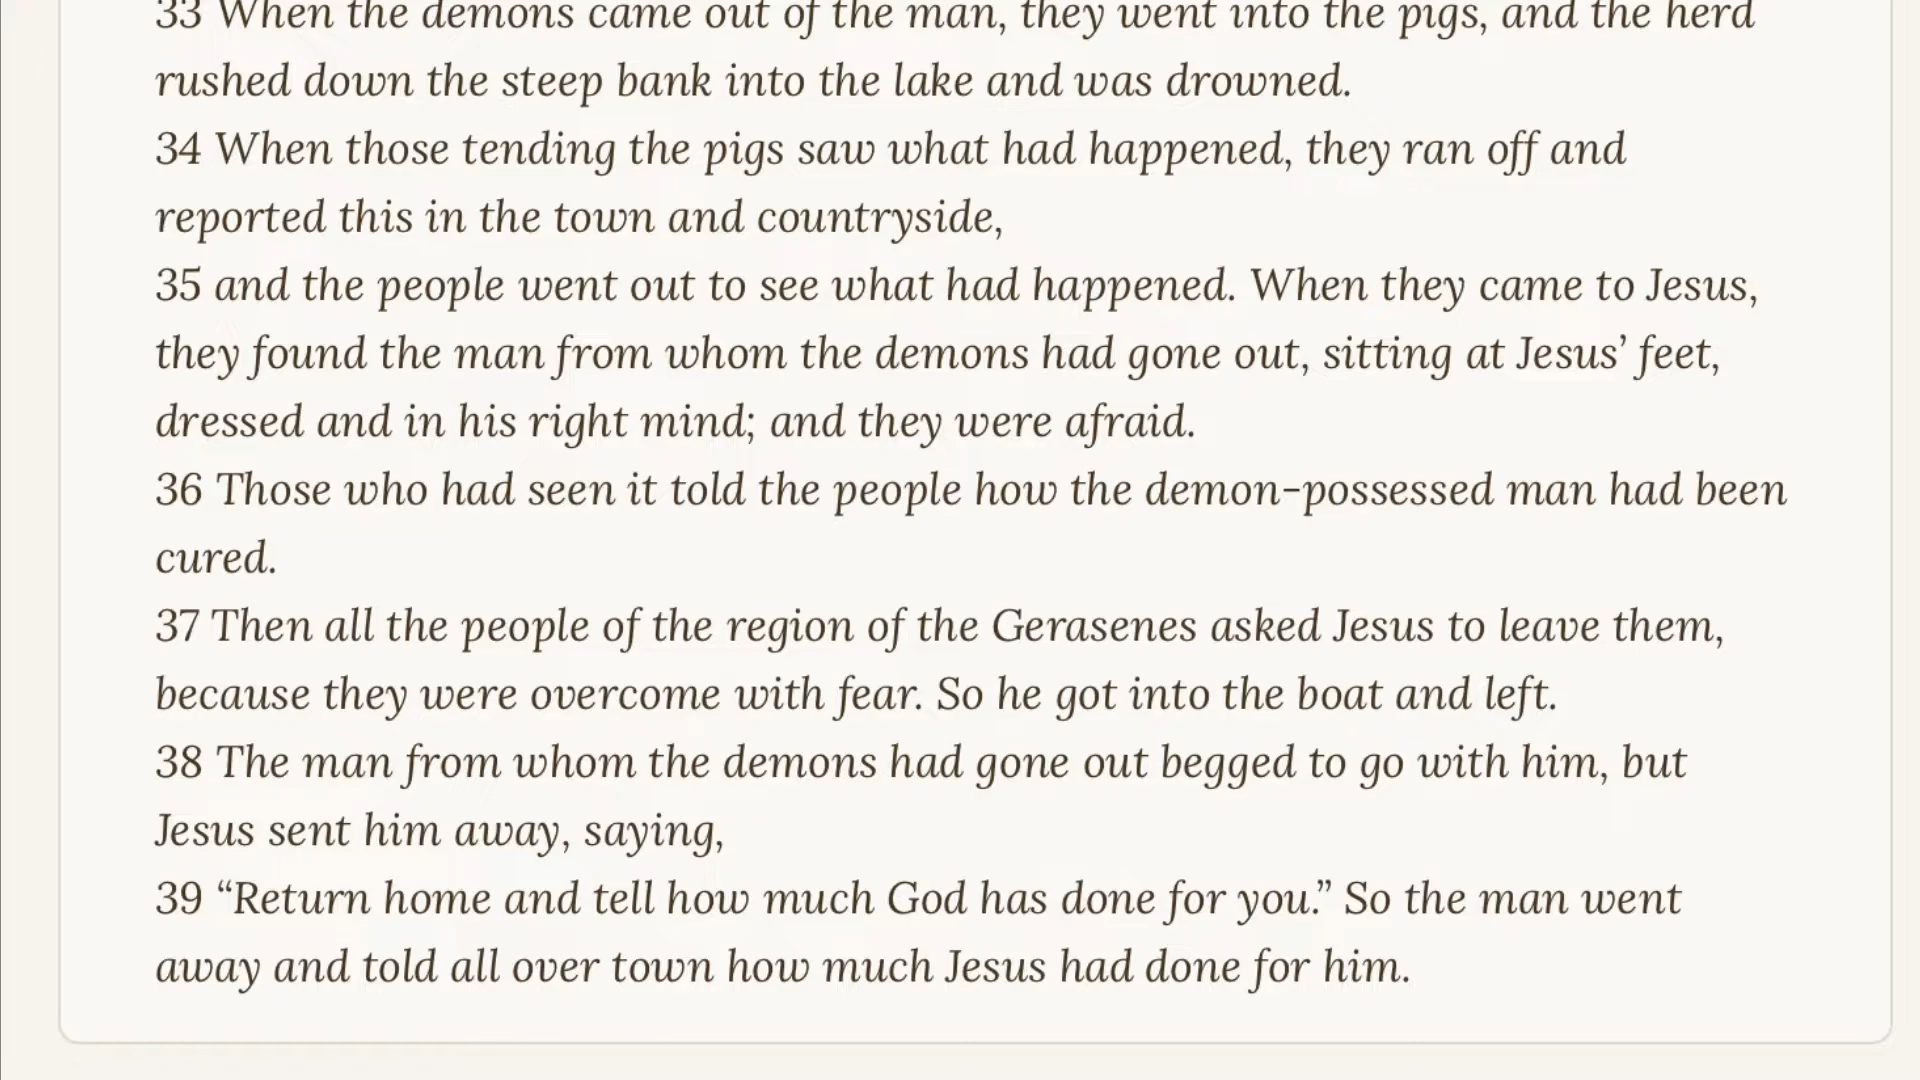 33 When the demons came out of the man, they went into the pigs, and the herd
rushed down the steep bank into the lake and was drowned.
34 When those tending the pigs saw what had happened, they ran off and
reported this in the town and countryside,
35 and the people went out to see what had happened. When they came to Jesus,
they found the man from whom the demons had gone out, sitting at Jesus’ feet,
dressed and in his right mind; and they were afraid.
36 Those who had seen it told the people how the demon-possessed man had been
cured.
37 Then all the people of the region of the Gerasenes asked Jesus to leave them,
because they were overcome with fear. So he got into the boat and left.
38 The man from whom the demons had gone out begged to go with him, but
Jesus sent him away, saying,
39 “Return home and tell how much God has done for you.” So the man went
away and told all over town how much Jesus had done for him.